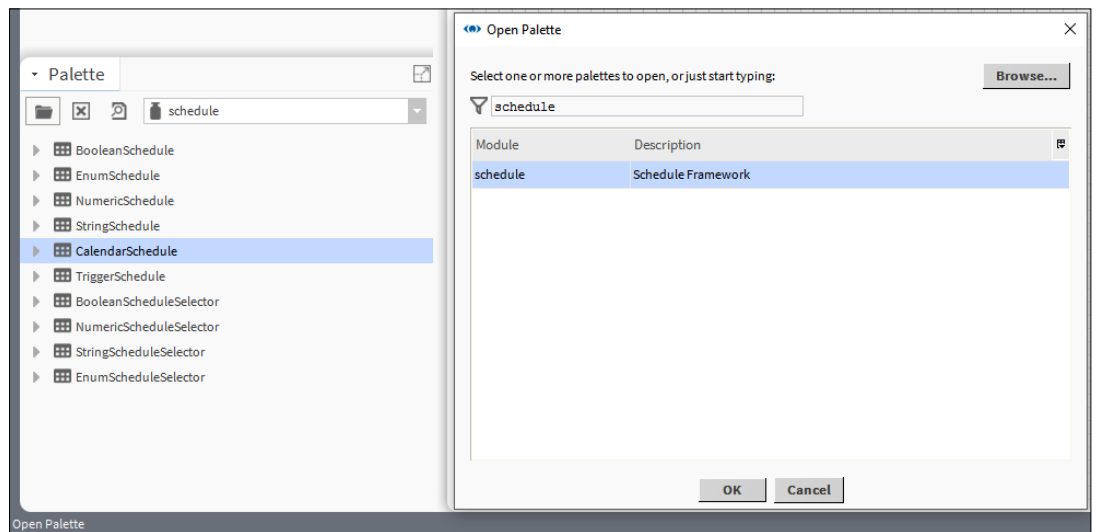 Palette
schedule
BooleanSchedule
EnumSchedule
NumericSchedule
StringSchedule
CalendarSchedule
TriggerSchedule
BooleanScheduleSelector
NumericScheduleSelector
StringScheduleSelector
EnumScheduleSelector
Open Palette
Open Palette
Select one or more palettes to open, or just start typing:
Browse...
schedule
Module Description
schedule Schedule Framework
OK Cancel